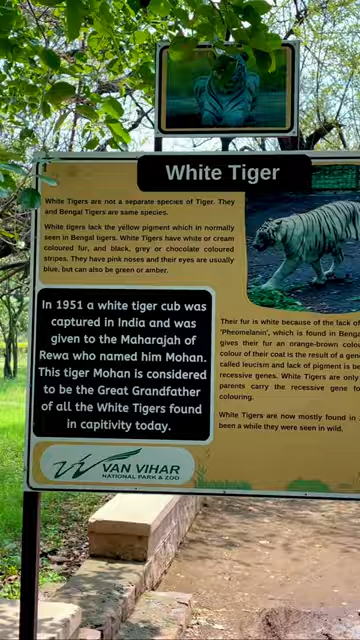 White Tiger
White Tigers are not a separate species of Tiger. They
and Bengal Tigers are same species.
White tigers lack the yellow pigment which in normally
seen in Bengal tigers. White Tigers have white or cream
coloured fur, and black, grey or chocolate coloured
stripes. They have pink noses and their eyes are usually
blue, but can also be green or amber.
In 1951 a white tiger cub was
captured in India and was
given to the Maharajah of
Rewa who named him Mohan.
This tiger Mohan is considered
to be the Great Grandfather
of all the White Tigers found
in capitivity today.
Their fur is white because of the lack of
'Pheomelanin', which is found in
gives their fur an orange-brown
colour of their coat is the result of a
called leucism and lack of pigment is
recessive genes. White Tigers are only
parents carry the recessive gene
colouring.
White Tigers are now mostly found in
been a while they were seen in wild.
VAN VIHAR
NATIONAL PARK & ZOO